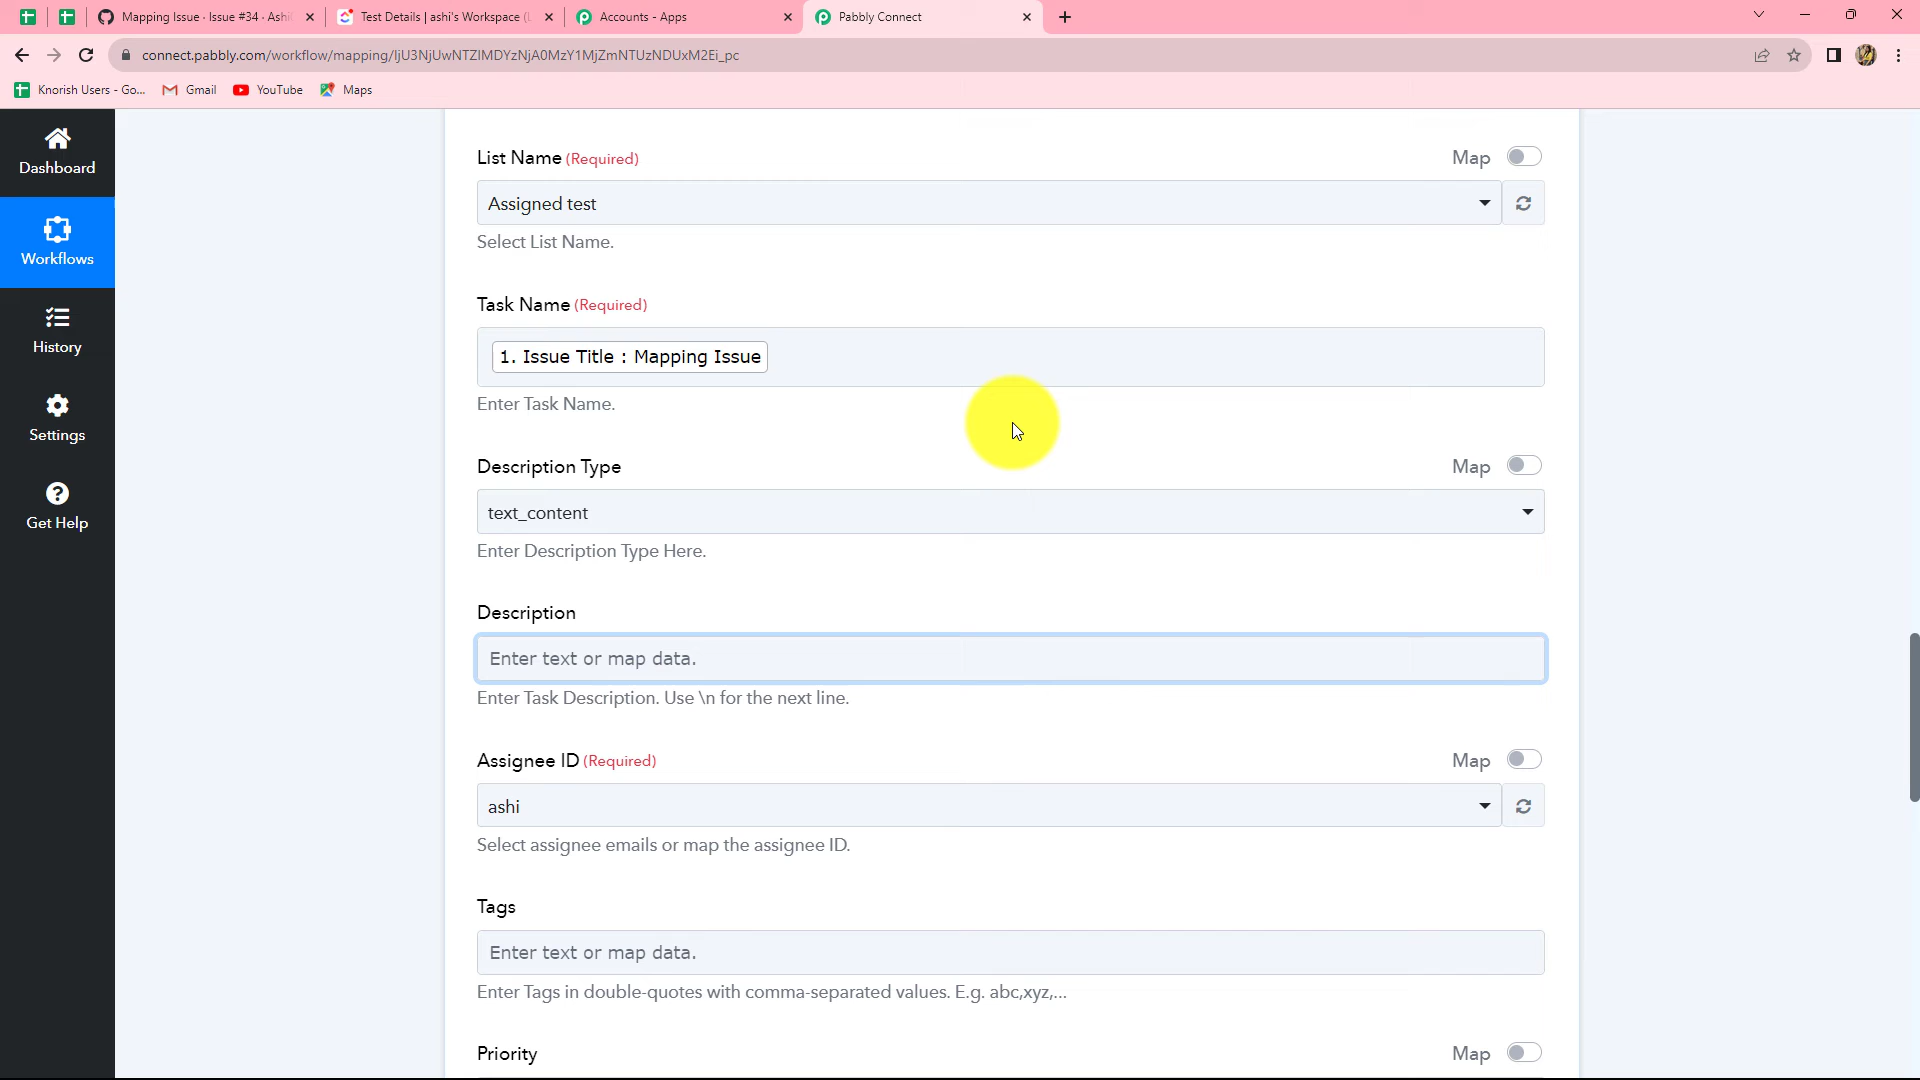 Mapping Issue · Issue #34 · Ashi
Test Details | ashi's Workspace (
Accounts - Apps
Pabbly Connect
connect.pabbly.com/workflow/mapping/IjU3NjUwNTZlMDYzNjA0MzY1MjZmNTUzNDUxM2Ei_pc
Knorish Users - Go...
Gmail
YouTube
Maps
Dashboard
Workflows
History
Settings
Get Help
List Name (Required)
Map
Assigned test
Select List Name.
Task Name (Required)
1. Issue Title : Mapping Issue
Enter Task Name.
Description Type
Map
text_content
Enter Description Type Here.
Description
Enter text or map data.
Enter Task Description. Use \n for the next line.
Assignee ID (Required)
Map
ashi
Select assignee emails or map the assignee ID.
Tags
Enter text or map data.
Enter Tags in double-quotes with comma-separated values. E.g. abc,xyz,...
Priority
Map